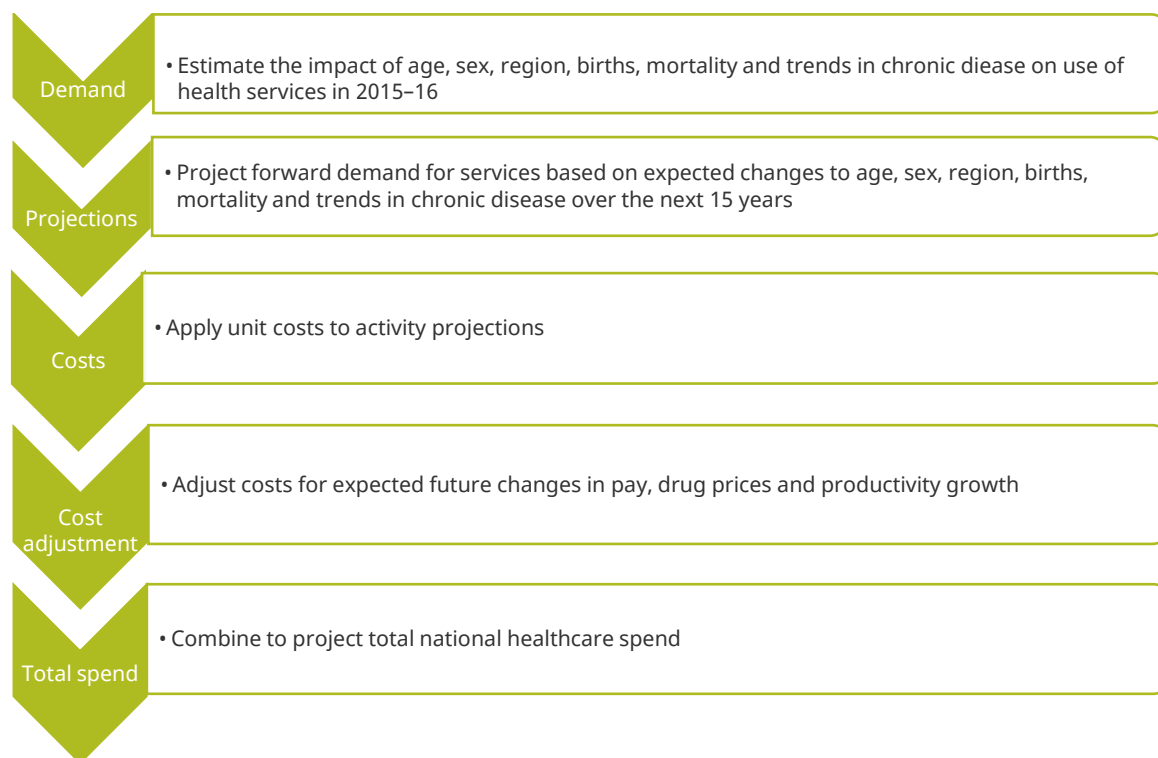 Demand
• Estimate the impact of age, sex, region, births, mortality and trends in chronic diease on use of
health services in 2015–16
Projections
• Project forward demand for services based on expected changes to age, sex, region, births,
mortality and trends in chronic disease over the next 15 years
Costs
• Apply unit costs to activity projections
Cost
adjustment
• Adjust costs for expected future changes in pay, drug prices and productivity growth
Total spend
• Combine to project total national healthcare spend